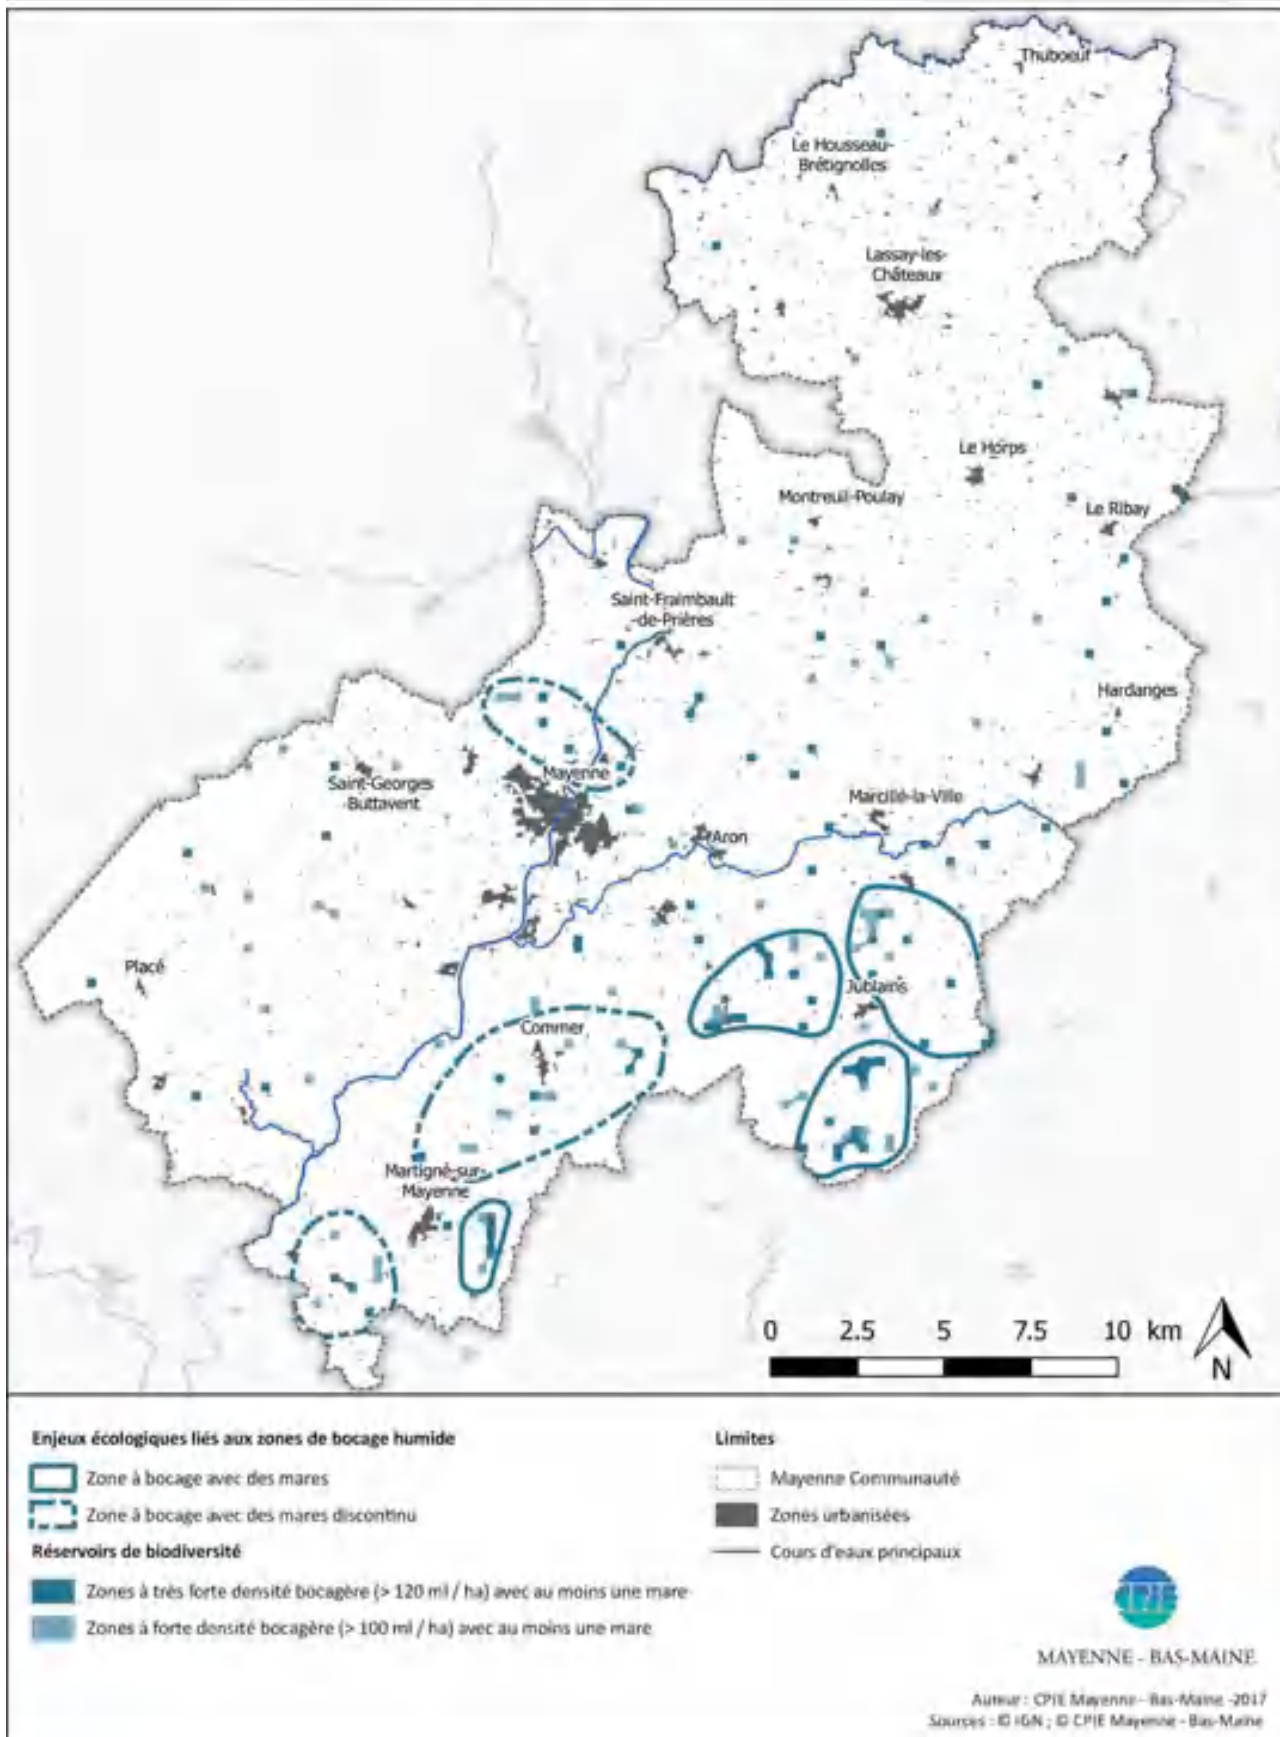 Thuboeuf
Le Housseau-
Brétignolles
Lassay-les-
Châteaux
Le Horps
Montreuil-Poulay
Le Ribay
Saint-Fraimbault
-de-Prières
Hardanges
Mayenne
Saint-Georges
Buttavent
Marcillé-la-Ville
Aron
Placé
Jublains
Commer
Martigné-sur-
Mayenne
0 2.5 5 7.5 10 km
N
Enjeux écologiques liés aux zones de bocage humide
Zone à bocage avec des mares
Zone à bocage avec des mares discontinu
Réservoirs de biodiversité
Zones à très forte densité bocagère (> 120 ml / ha) avec au moins une mare
Zones à forte densité bocagère (> 100 ml / ha) avec au moins une mare
Limites
Mayenne Communauté
Zones urbanisées
Cours d'eaux principaux
CPIE
MAYENNE - BAS-MAINE
Auteur : CPIE Mayenne - Bas-Maine -2017
Sources : © IGN ; © CPIE Mayenne - Bas-Maine